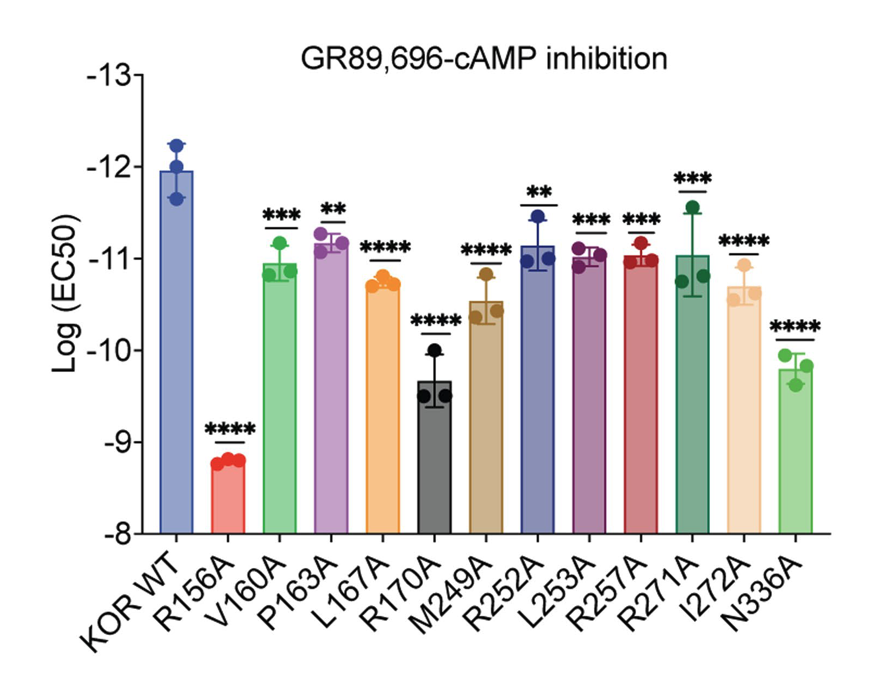 GR89,696-cAMP inhibition
Log (EC50)
-13
-12
-11
-10
-9
-8
****
***
**
****
****
****
**
***
***
***
****
****
KOR WT
R156A
V160A
P163A
L167A
R170A
M249A
R252A
L253A
R257A
R271A
I272A
N336A